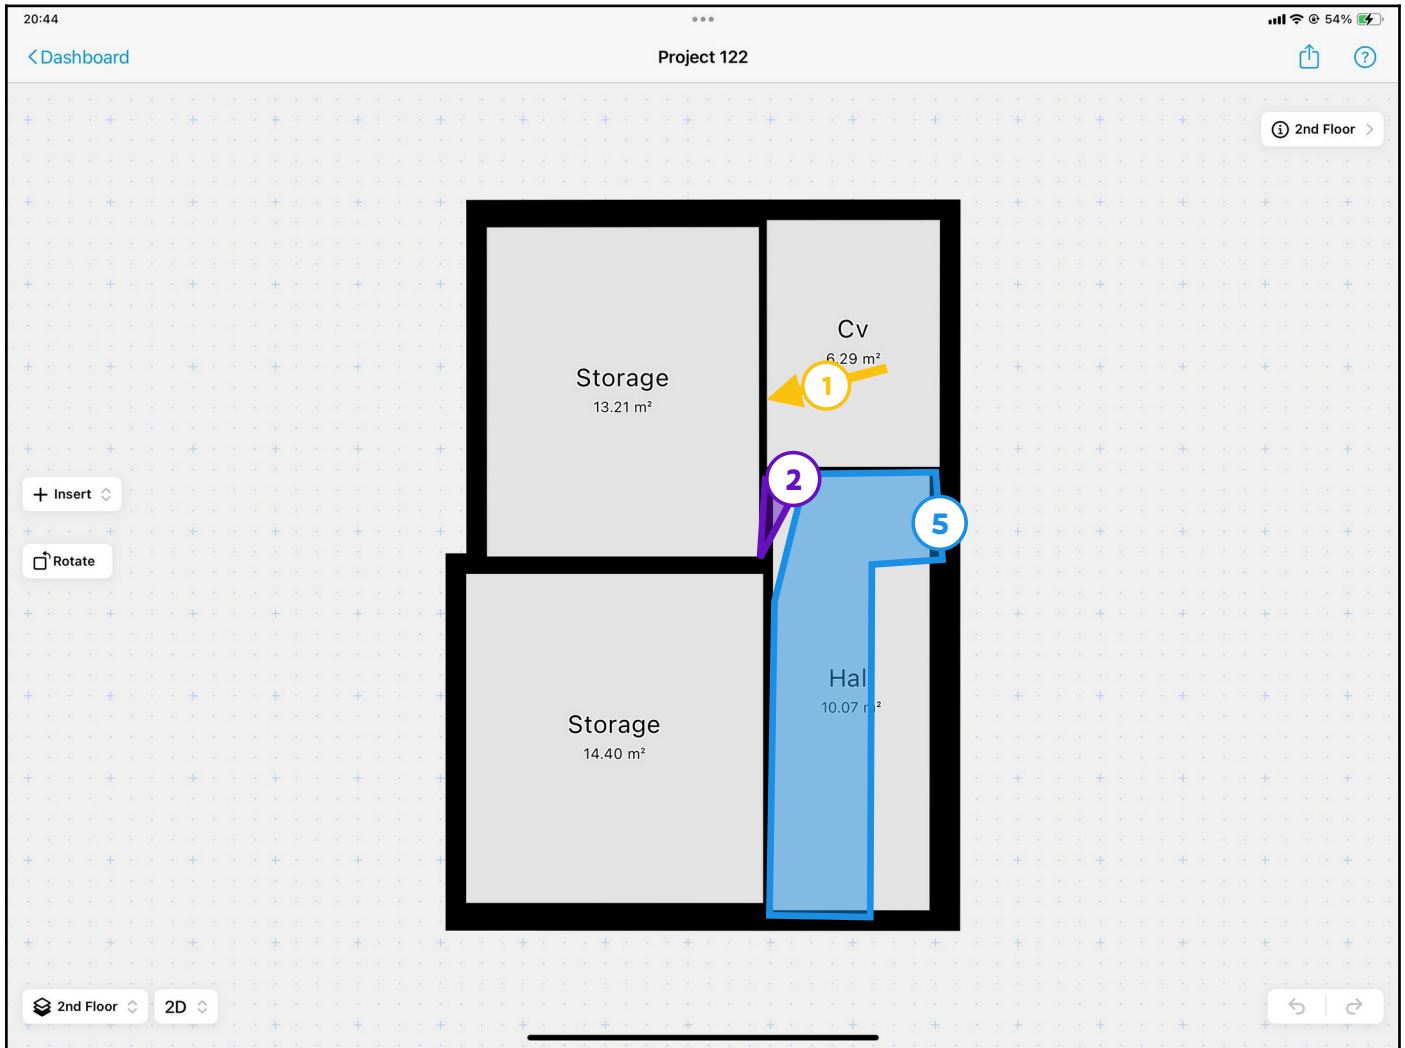 20:44
54%
Dashboard
Project 122
2nd Floor
Cv
6.29 m²
1
Storage
13.21 m²
2
+ Insert
5
Rotate
Hal
10.07 m²
Storage
14.40 m²
2nd Floor
2D